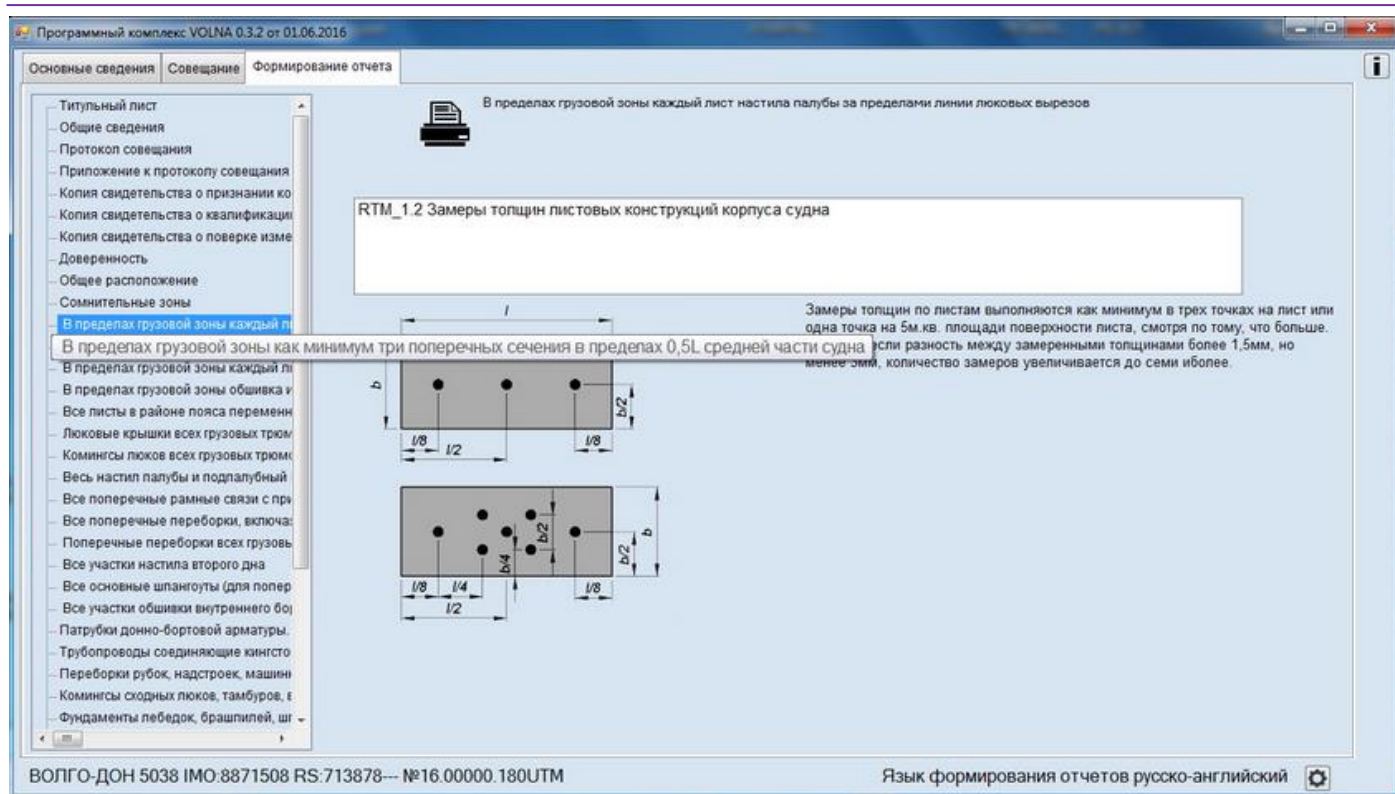 Программный комплекс VOLNA 0.3.2 от 01.06.2016
Основные сведения Совещание Формирование отчета
Титульный лист
Общие сведения
Протокол совещания
Приложение к протоколу совещания
Копия свидетельства о признании ко
Копия свидетельства о квалификаци
Копия свидетельства о поверке изме
Доверенность
Общее расположение
Сомнительные зоны
В пределах грузовой зоны каждый ли
В пределах грузовой зоны как минимум три поперечных сечения в пределах 0,5L средней части судна
В пределах грузовой зоны каждый ли
В пределах грузовой зоны обшивка и
Все листы в районе пояса переменн
Люковые крышки всех грузовых трюм
Комингсы люков всех грузовых трюмо
Весь настил палубы и подпалубный
Все поперечные рамные связи с при
Все поперечные переборки, включа
Поперечные переборки всех грузовь
Все участки настила второго дна
Все основные шпангоуты (для попер
Все участки обшивки внутреннего бо
Патрубки донно-бортовой арматуры.
Трубопроводы соединяющие кингсто
Переборки рубок, надстроек, машин
Комингсы сходных люков, тамбуров, в
Фундаменты лебедок, брашпилей, шп
В пределах грузовой зоны каждый лист настила палубы за пределами линии люковых вырезов
RTM_1.2 Замеры толщин листовых конструкций корпуса судна
Замеры толщин по листам выполняются как минимум в трех точках на лист или
одна точка на 5м.кв. площади поверхности листа, смотря по тому, что больше.
если разность между замеренными толщинами более 1,5мм, но
менее 3мм, количество замеров увеличивается до семи иболее.
l
b
b/2
l/8
l/2
l/8
b/2
b/4
b/2
b
l/8
l/4
l/8
l/2
ВОЛГО-ДОН 5038 IMO:8871508 RS:713878--- №16.00000.180UTM
Язык формирования отчетов русско-английский